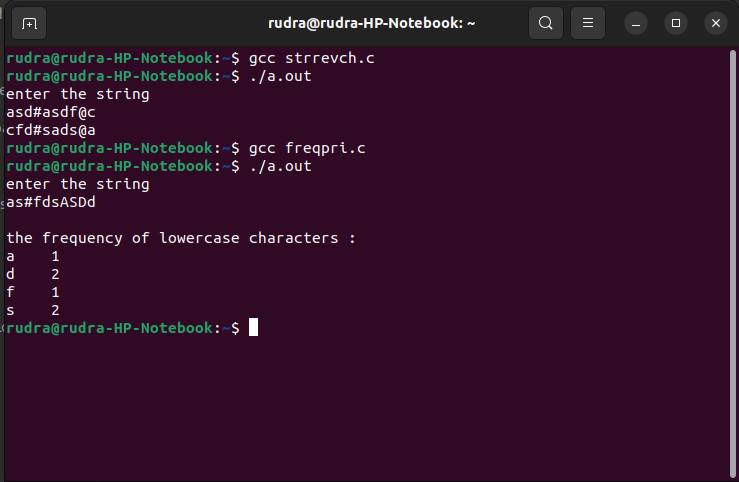 rudra@rudra-HP-Notebook: ~
rudra@rudra-HP-Notebook:~$ gcc strrevch.c
rudra@rudra-HP-Notebook:~$ ./a.out
enter the string
asd#asdf@c
cfd#sads@a
rudra@rudra-HP-Notebook:~$ gcc freqpri.c
rudra@rudra-HP-Notebook:~$ ./a.out
enter the string
as#fdsASDd
the frequency of lowercase characters :
a    1
d    2
f    1
s    2
rudra@rudra-HP-Notebook:~$